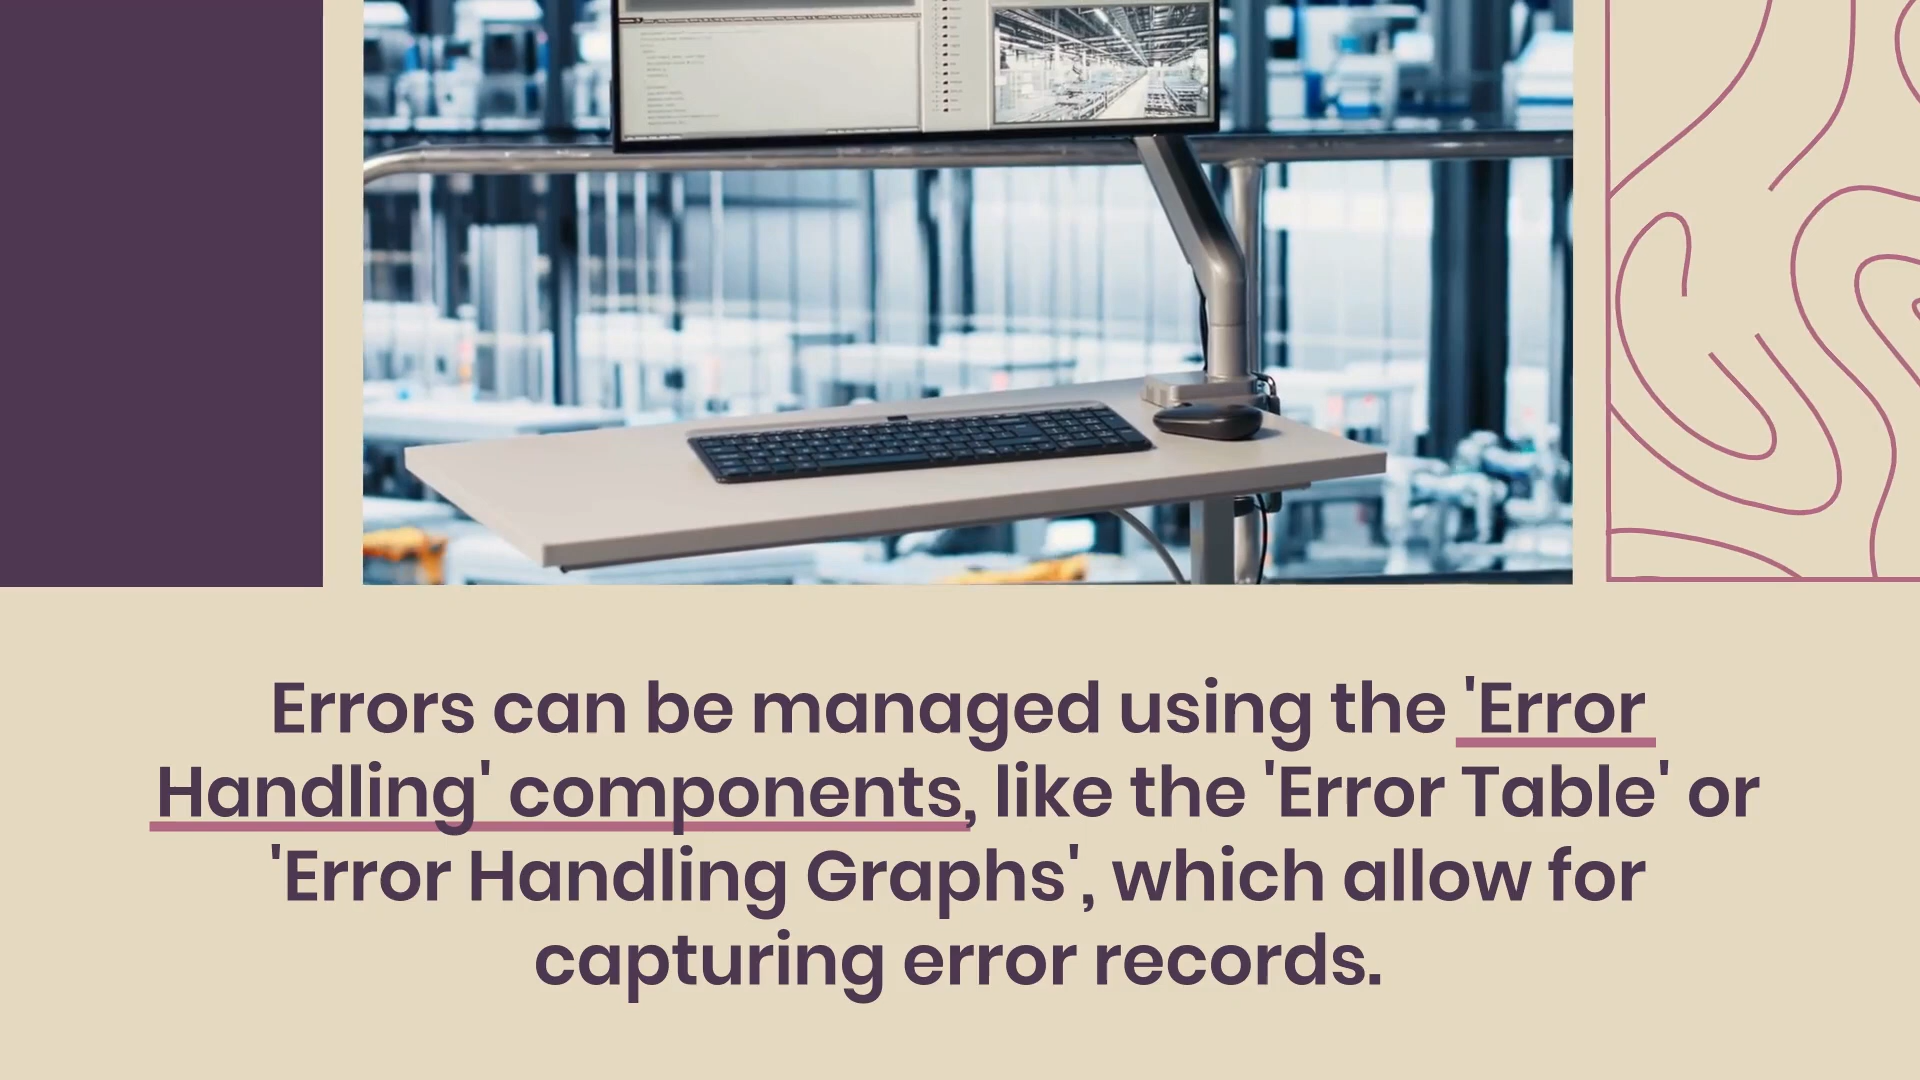 Errors can be managed using the 'Error
Handling' components, like the 'Error Table' or
'Error Handling Graphs', which allow for
capturing error records.